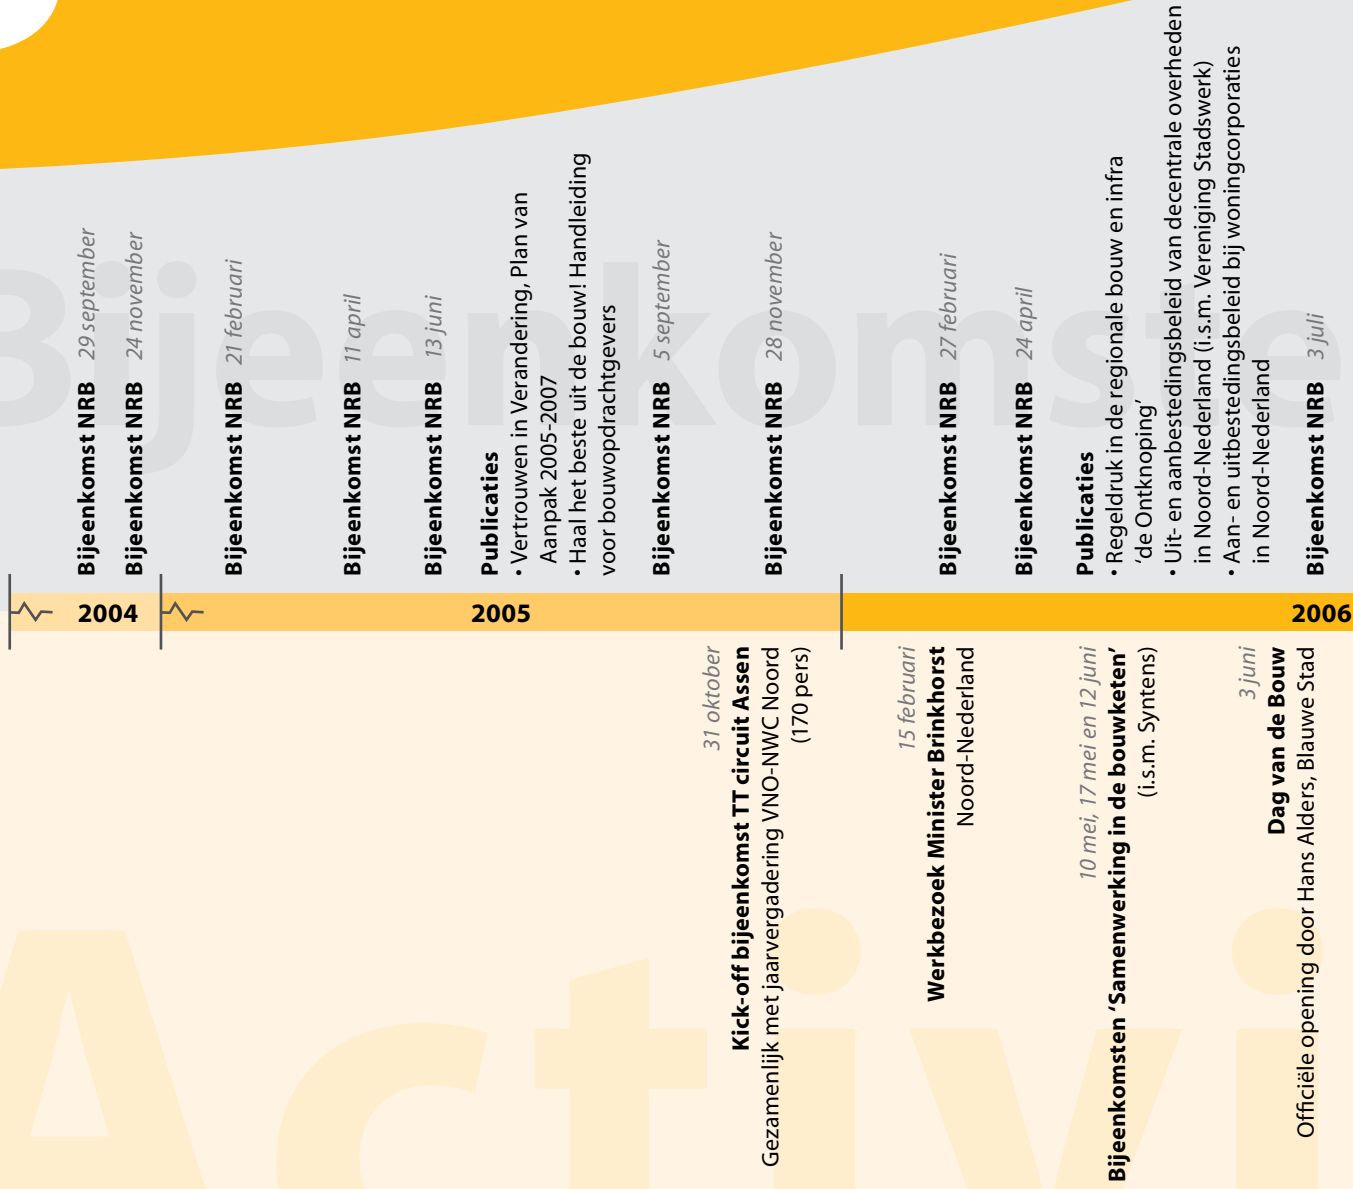 Bijeenkomste
Bijeenkomst NRB 29 september
Bijeenkomst NRB 24 november
Bijeenkomst NRB 21 februari
Bijeenkomst NRB 11 april
Bijeenkomst NRB 13 juni
Publicaties
• Vertrouwen in Verandering, Plan van
Aanpak 2005-2007
• Haal het beste uit de bouw! Handleiding
voor bouwopdrachtgevers
Bijeenkomst NRB 5 september
Bijeenkomst NRB 28 november
Bijeenkomst NRB 27 februari
Bijeenkomst NRB 24 april
Publicaties
• Regeldruk in de regionale bouw en infra
‘de Ontknoping’
• Uit- en aanbestedingsbeleid van decentrale overheden
in Noord-Nederland (i.s.m. Vereniging Stadswerk)
• Aan- en uitbestedingsbeleid bij woningcorporaties
in Noord-Nederland
Bijeenkomst NRB 3 juli
2004
2005
2006
31 oktober
Kick-off bijeenkomst TT circuit Assen
Gezamenlijk met jaarvergadering VNO-NWC Noord
(170 pers)
15 februari
Werkbezoek Minister Brinkhorst
Noord-Nederland
10 mei, 17 mei en 12 juni
Bijeenkomsten ‘Samenwerking in de bouwketen’
(i.s.m. Syntens)
3 juni
Dag van de Bouw
Officiële opening door Hans Alders, Blauwe Stad
Activi